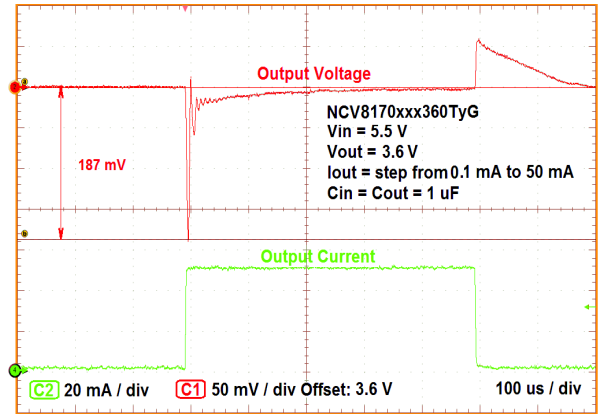 Output Voltage
NCV8170xxx360TyG
Vin = 5.5 V
Vout = 3.6 V
Iout = step from 0.1 mA to 50 mA
Cin = Cout = 1 uF
187 mV
a
b
Output Current
4
C2 20 mA / div C1 50 mV / div Offset: 3.6 V 100 us / div